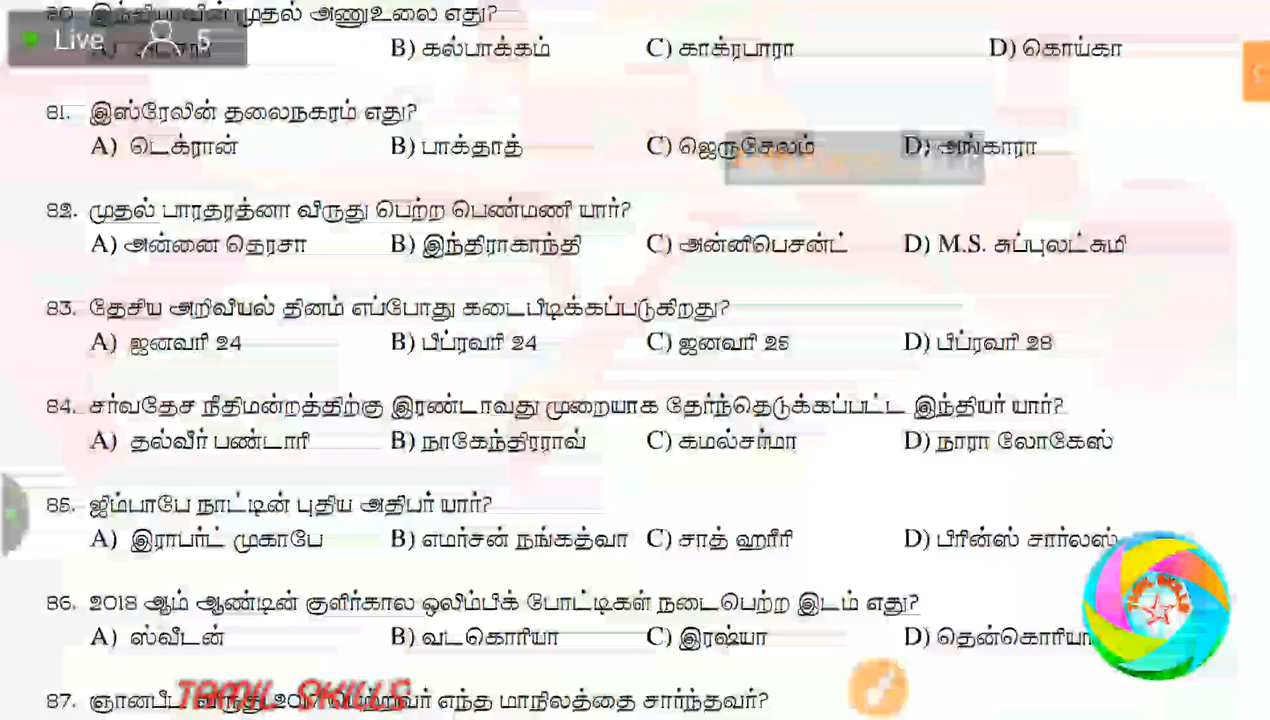 80. இந்தியாவின் முதல் அணுஉலை எது?
Live 5
B) கல்பாக்கம் C) காக்ரபாரா D) கொய்கா
81. இஸ்ரேலின் தலைநகரம் எது?
A) டெக்ரான் B) பாக்தாத் C) ஜெருசேலம் D) அங்காரா
82. முதல் பாரதரத்னா விருது பெற்ற பெண்மணி யார்?
A) அன்னை தெரசா B) இந்திராகாந்தி C) அன்னிபெசன்ட் D) M.S. சுப்புலட்சுமி
83. தேசிய அறிவியல் தினம் எப்போது கடைபிடிக்கப்படுகிறது?
A) ஜனவரி 24 B) பிப்ரவரி 24 C) ஜனவரி 25 D) பிப்ரவரி 28
84. சர்வதேச நீதிமன்றத்திற்கு இரண்டாவது முறையாக தேர்ந்தெடுக்கப்பட்ட இந்தியர் யார்?
A) தல்வீர் பண்டாரி B) நாகேந்திரராவ் C) கமல்சர்மா D) நாரா லோகேஸ்
85. ஜிம்பாபே நாட்டின் புதிய அதிபர் யார்?
A) இராபர்ட் முகாபே B) எமர்சன் நங்கத்வா C) சாத் ஹரிரி D) பிரின்ஸ் சார்லஸ்
86. 2018 ஆம் ஆண்டின் குளிர்கால ஒலிம்பிக் போட்டிகள் நடைபெற்ற இடம் எது?
A) ஸ்வீடன் B) வடகொரியா C) இரஷ்யா D) தென்கொரியா
87. ஞானபீட விருது 2017 பெற்றவர் எந்த மாநிலத்தை சார்ந்தவர்?
TAMIL SKILLS